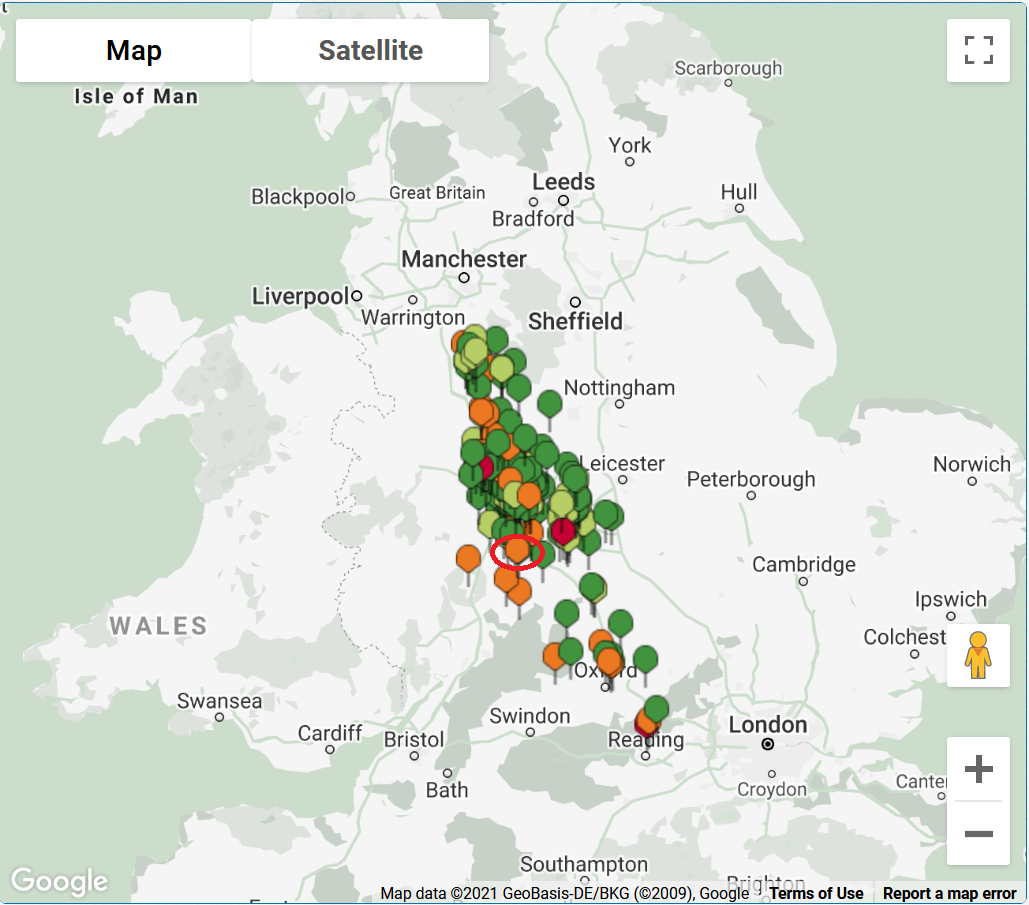 Map
Satellite
Isle of Man
Scarborough
York
Leeds
Blackpool
Great Britain
Hull
Bradford
Manchester
Liverpool
Warrington
Sheffield
Nottingham
Leicester
Peterborough
Norwich
Cambridge
Ipswich
WALES
Colchest
Oxford
Swansea
Swindon
London
Cardiff
Bristol
Reading
Bath
Croydon
Canter
Southampton
Google
Brighton
Map data ©2021 GeoBasis-DE/BKG (©2009), Google
Terms of Use
Report a map error